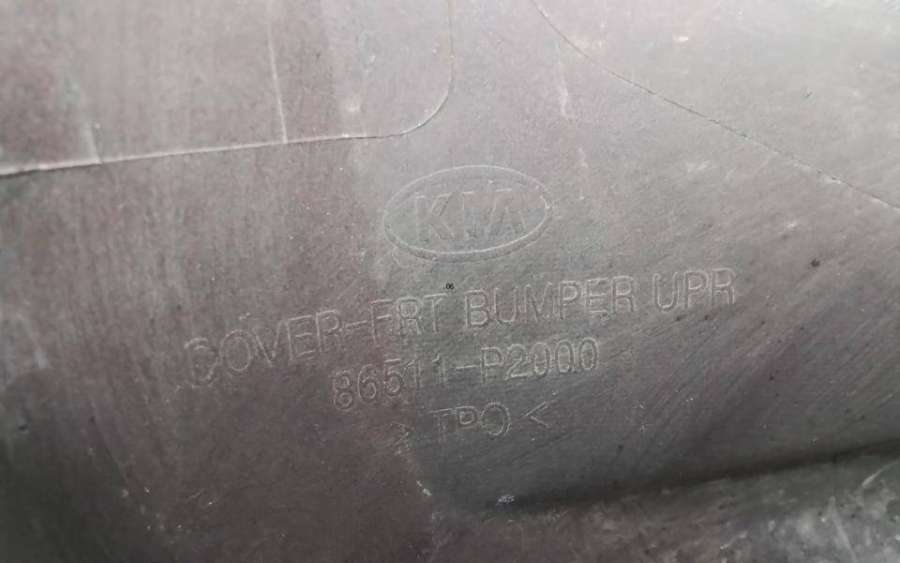 KIA
COVER-FRT BUMPER UPR
86511-P2000
> TPO <